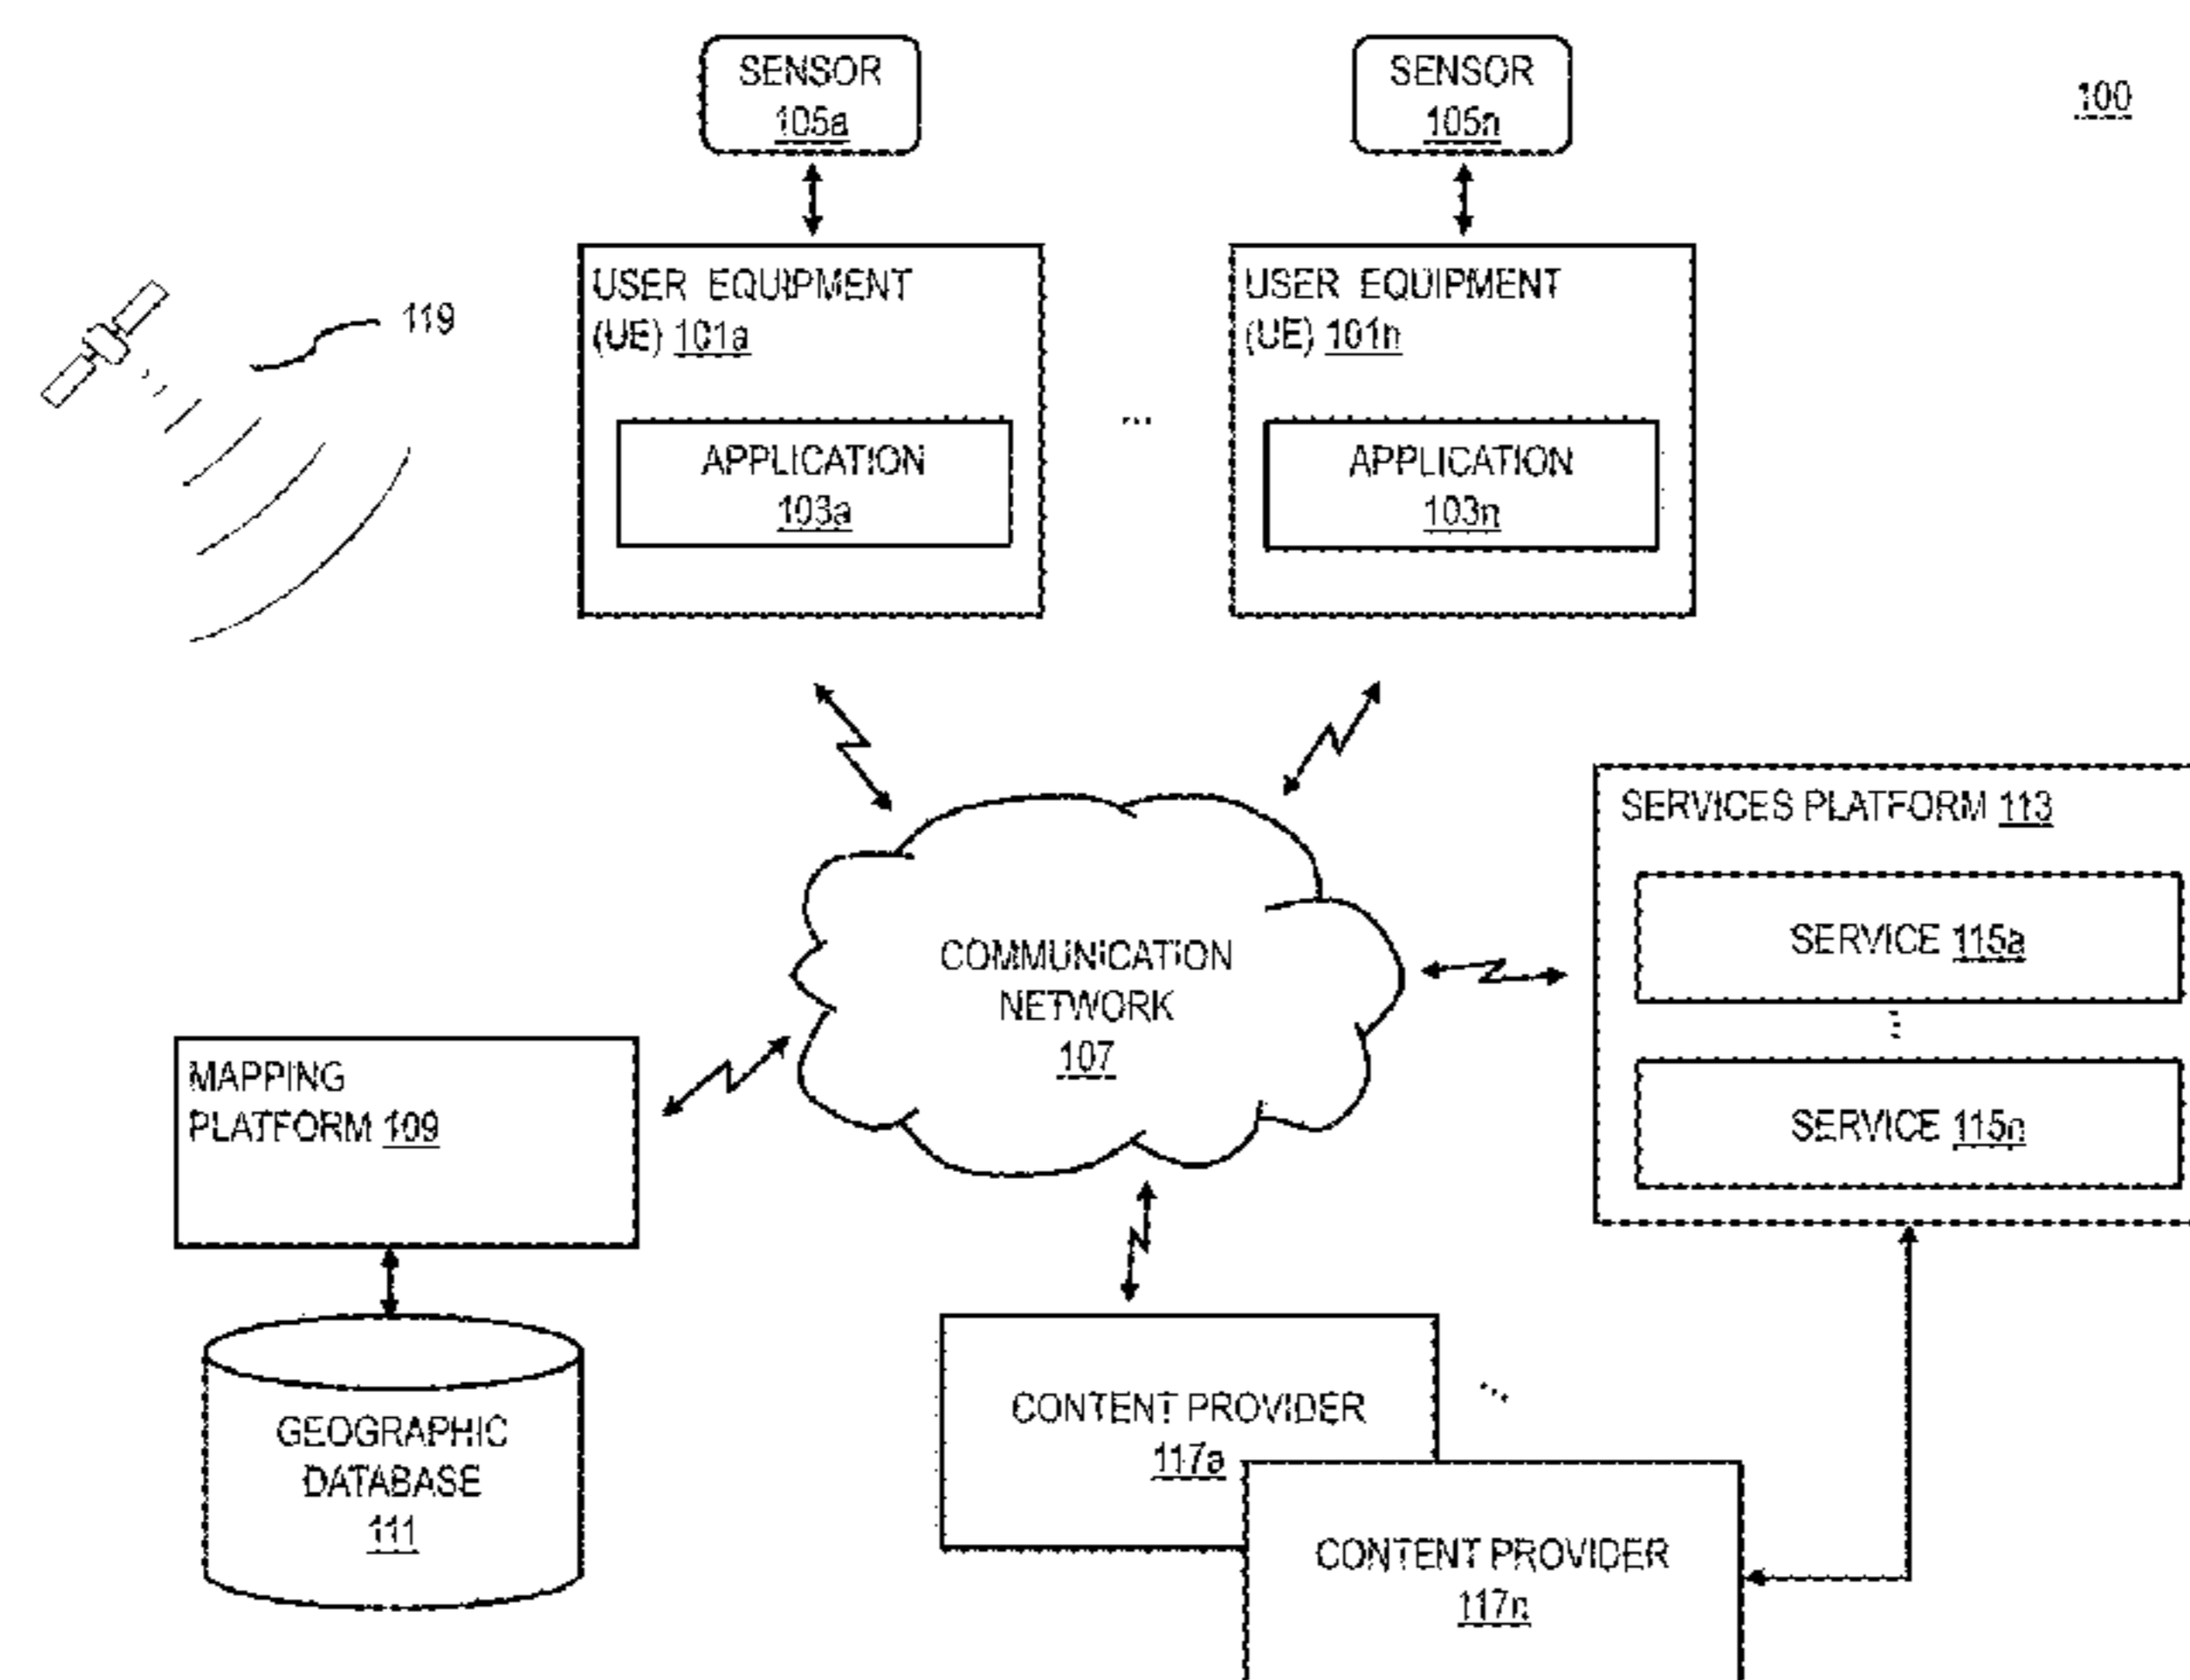 SENSOR
105a
SENSOR
105n
100
USER EQUIPMENT
(UE) 101a
APPLICATION
103a
...
USER EQUIPMENT
(UE) 101n
APPLICATION
103n
119
COMMUNICATION
NETWORK
107
SERVICES PLATFORM 113
SERVICE 115a
...
SERVICE 115n
MAPPING
PLATFORM 109
GEOGRAPHIC
DATABASE
111
CONTENT PROVIDER
117a
...
CONTENT PROVIDER
117n